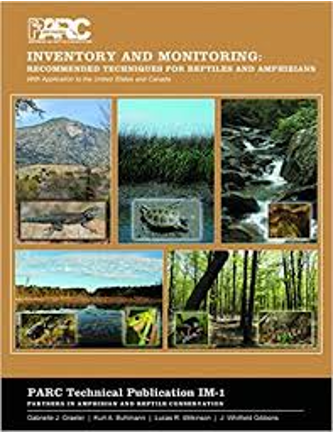 PARC
INVENTORY AND MONITORING:
RECOMMENDED TECHNIQUES FOR REPTILES AND AMPHIBIANS
With Application to the United States and Canada
PARC Technical Publication IM-1
PARTNERS IN AMPHIBIAN AND REPTILE CONSERVATION
Gabrielle J. Graeter | Kurt A. Buhlmann | Lucas R. Wilkinson | J. Whitfield Gibbons